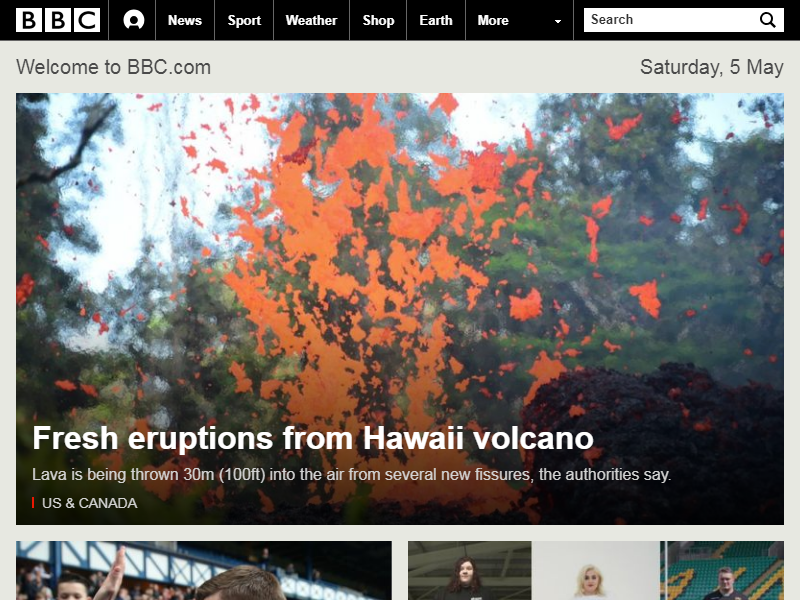 BBC News Sport Weather Shop Earth More Search
Welcome to BBC.com Saturday, 5 May
Fresh eruptions from Hawaii volcano
Lava is being thrown 30m (100ft) into the air from several new fissures, the authorities say.
US & CANADA